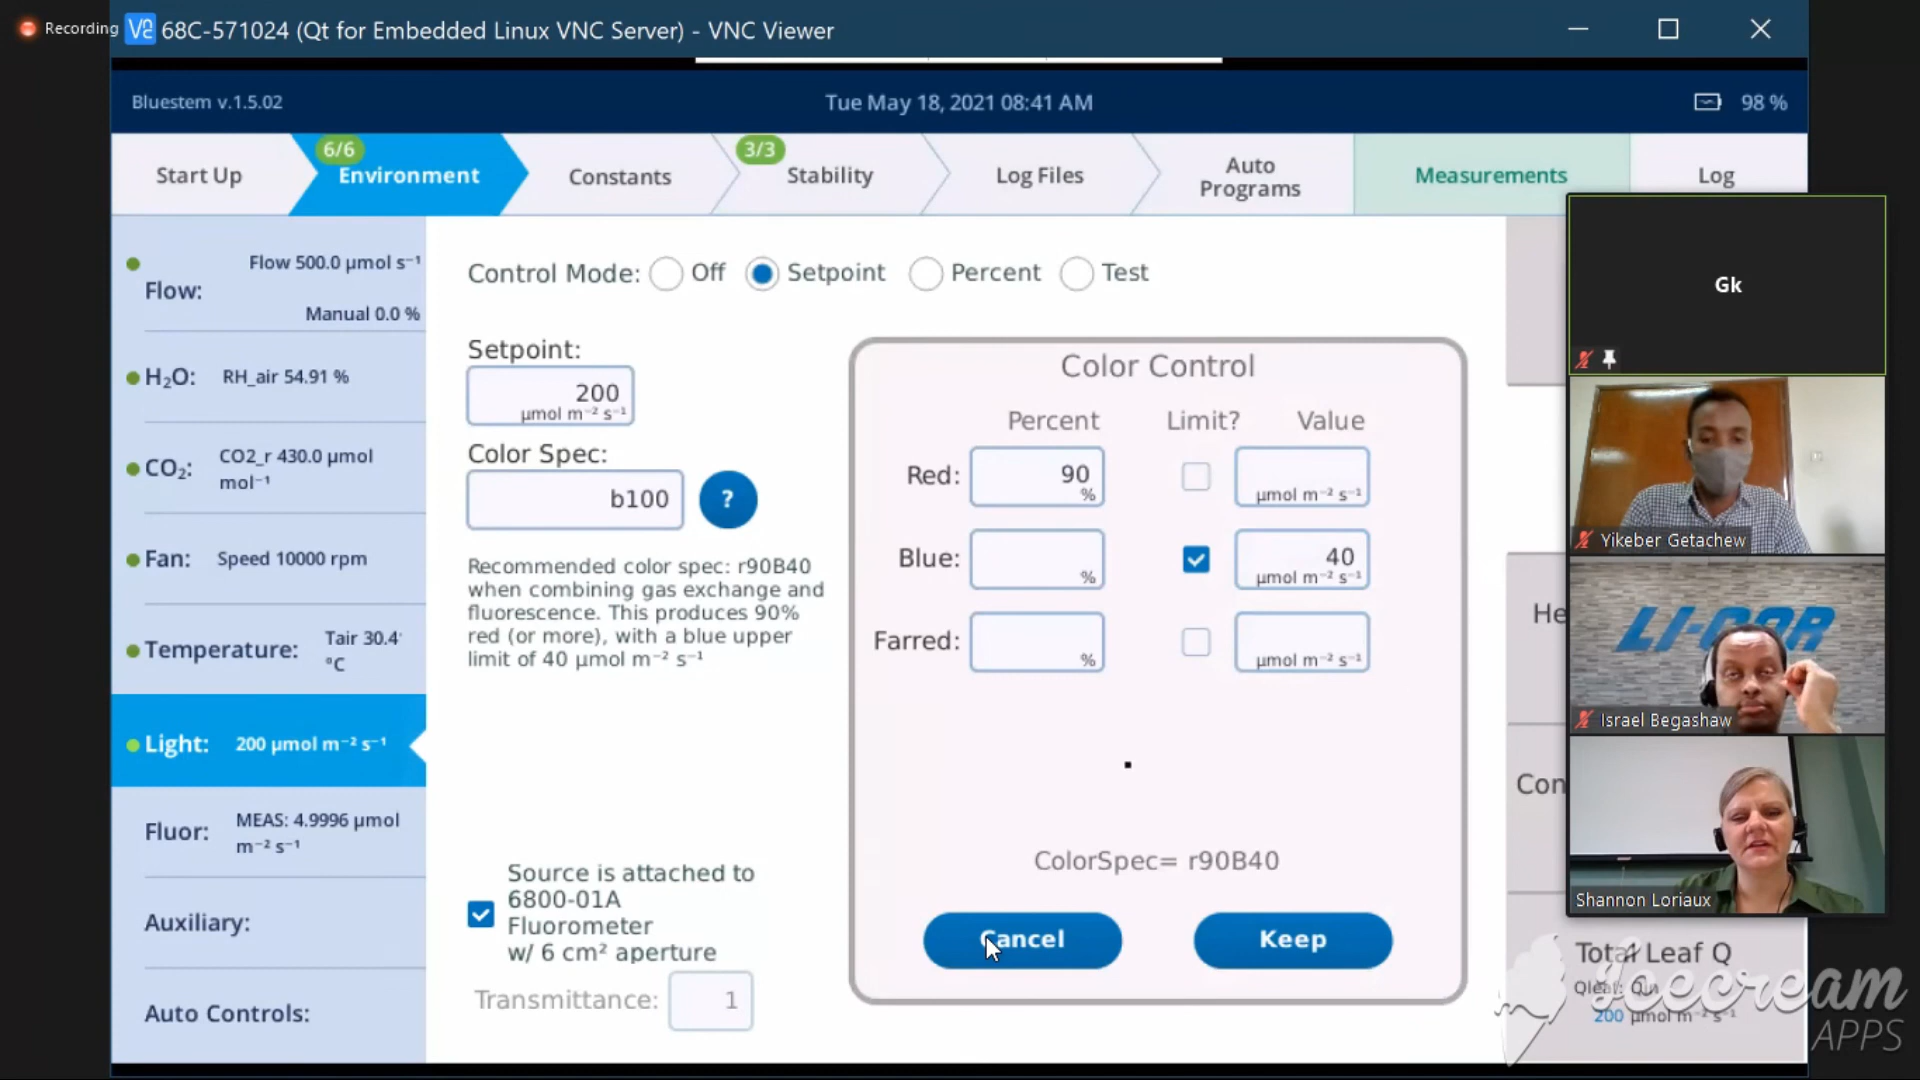 Recording
V2 68C-571024 (Qt for Embedded Linux VNC Server) - VNC Viewer
Bluestem v.1.5.02
Tue May 18, 2021 08:41 AM
98 %
Start Up
6/6
Environment
Constants
3/3
Stability
Log Files
Auto
Programs
Measurements
Log
Flow:
Flow 500.0 µmol s⁻¹
Manual 0.0 %
H₂O:
RH_air 54.91 %
CO₂:
CO2_r 430.0 µmol
mol⁻¹
Fan:
Speed 10000 rpm
Temperature:
Tair 30.4
°C
Light:
200 µmol m⁻² s⁻¹
Fluor:
MEAS: 4.9996 µmol
m⁻² s⁻¹
Auxiliary:
Auto Controls:
Control Mode: Off Setpoint Percent Test
Setpoint:
200
µmol m⁻² s⁻¹
Color Spec:
b100
?
Recommended color spec: r90B40
when combining gas exchange and
fluorescence. This produces 90%
red (or more), with a blue upper
limit of 40 µmol m⁻² s⁻¹
Source is attached to
6800-01A
Fluorometer
w/ 6 cm² aperture
Transmittance: 1
Color Control
Percent Limit? Value
Red: 90
% µmol m⁻² s⁻¹
Blue: 40
% µmol m⁻² s⁻¹
Farred:
% µmol m⁻² s⁻¹
ColorSpec= r90B40
Cancel
Keep
He
Con
Gk
Yikeber Getachew
LI-COR
Israel Begashaw
Shannon Loriaux
Total Leaf Q
200 µmol m⁻² s⁻¹
Icecream
APPS